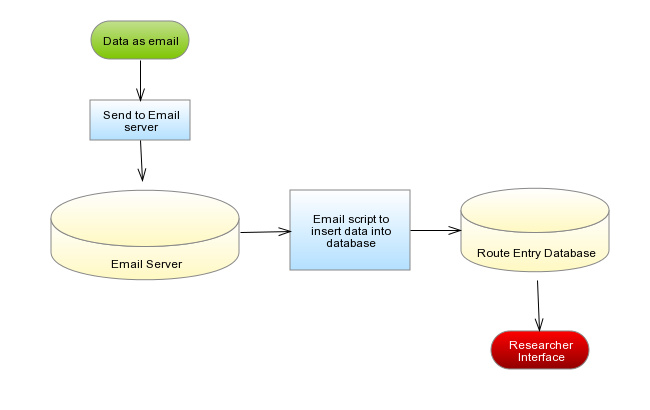 Data as email
Send to Email
server
Email Server
Email script to
insert data into
database
Route Entry Database
Researcher
Interface